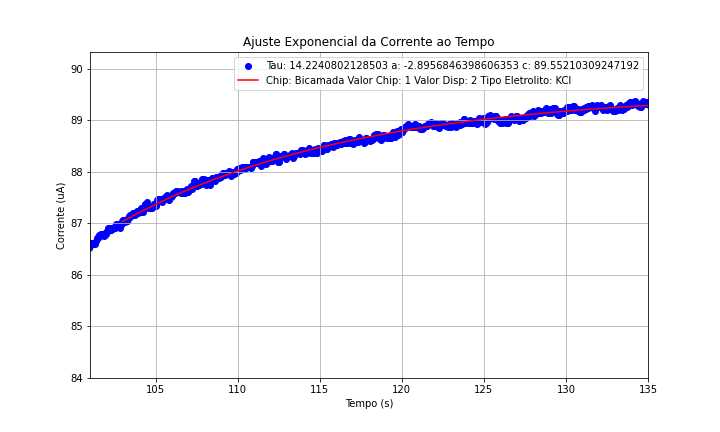 Ajuste Exponencial da Corrente ao Tempo
Tau: 14.2240802128503 a: -2.8956846398606353 c: 89.55210309247192
Chip: Bicamada Valor Chip: 1 Valor Disp: 2 Tipo Eletrolito: KCl
90
89
88
87
86
85
84
Corrente (uA)
105
110
115
120
125
130
135
Tempo (s)